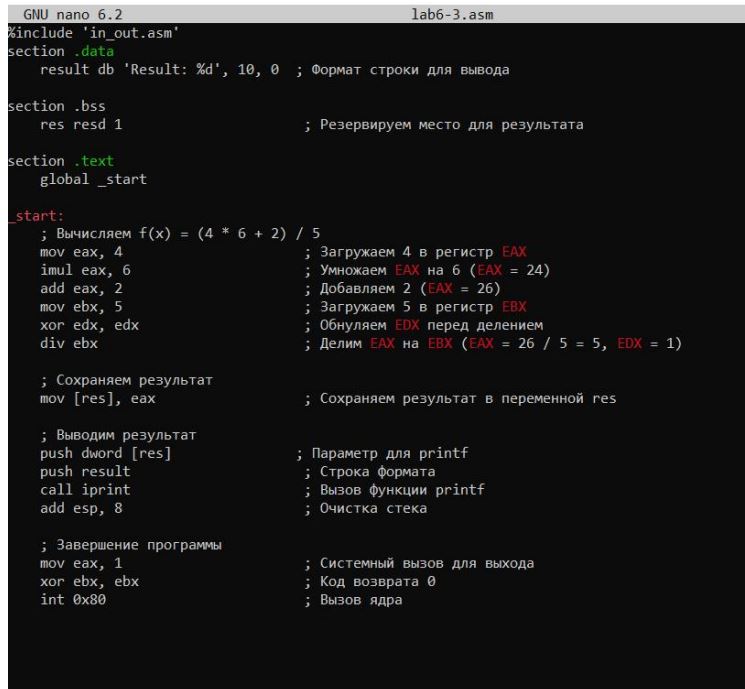 GNU nano 6.2 lab6-3.asm
%include 'in_out.asm'
section .data
result db 'Result: %d', 10, 0 ; Формат строки для вывода
section .bss
res resd 1 ; Резервируем место для результата
section .text
global _start
_start:
; Вычисляем f(x) = (4 * 6 + 2) / 5
mov eax, 4 ; Загружаем 4 в регистр EAX
imul eax, 6 ; Умножаем EAX на 6 (EAX = 24)
add eax, 2 ; Добавляем 2 (EAX = 26)
mov ebx, 5 ; Загружаем 5 в регистр EBX
xor edx, edx ; Обнуляем EDX перед делением
div ebx ; Делим EAX на EBX (EAX = 26 / 5 = 5, EDX = 1)
; Сохраняем результат
mov [res], eax ; Сохраняем результат в переменной res
; Выводим результат
push dword [res] ; Параметр для printf
push result ; Строка формата
call iprint ; Вызов функции printf
add esp, 8 ; Очистка стека
; Завершение программы
mov eax, 1 ; Системный вызов для выхода
xor ebx, ebx ; Код возврата 0
int 0x80 ; Вызов ядра